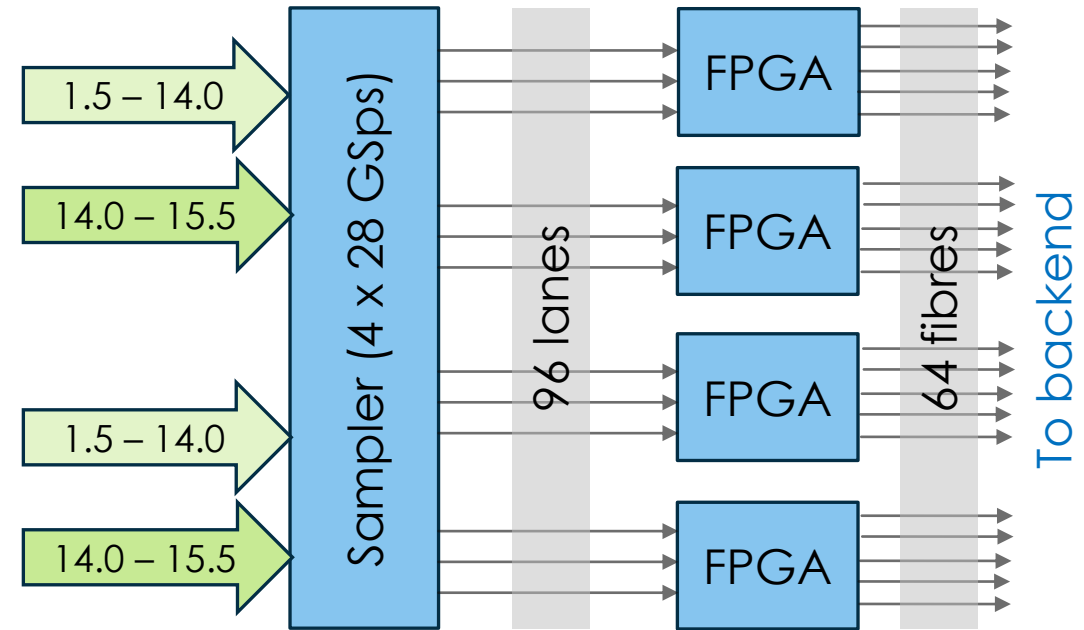 1.5 – 14.0
14.0 – 15.5
1.5 – 14.0
14.0 – 15.5
Sampler (4 x 28 GSps)
96 lanes
FPGA
FPGA
FPGA
FPGA
64 fibres
To backend